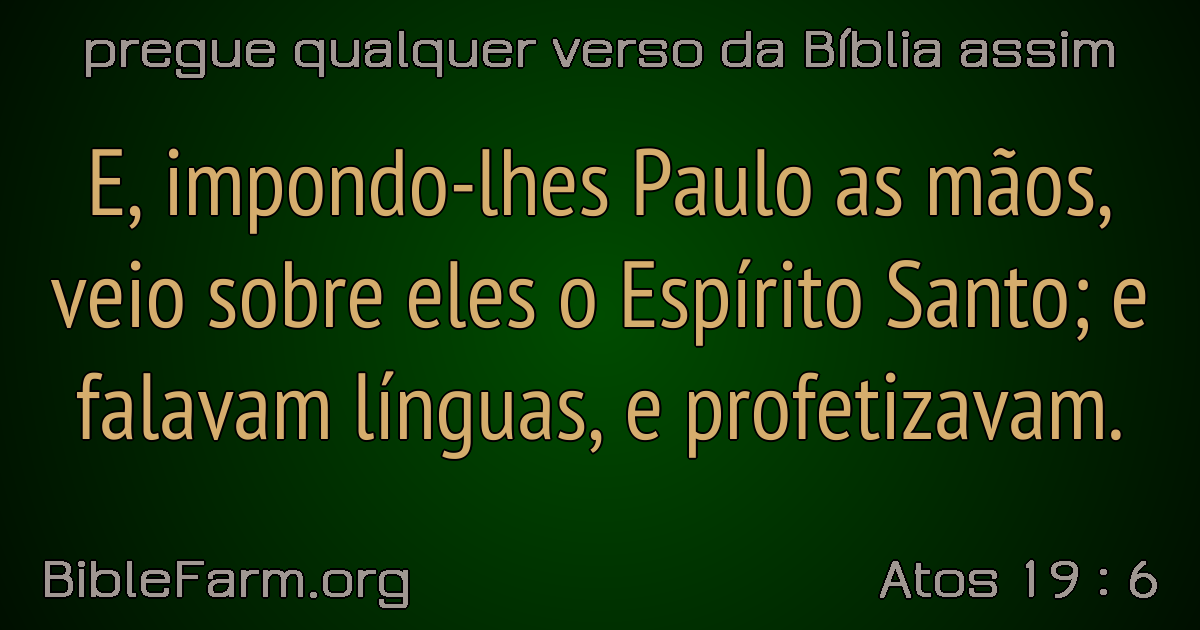 pregue qualquer verso da Bíblia assim
E, impondo-lhes Paulo as mãos,
veio sobre eles o Espírito Santo; e
falavam línguas, e profetizavam.
BibleFarm.org
Atos 19 : 6